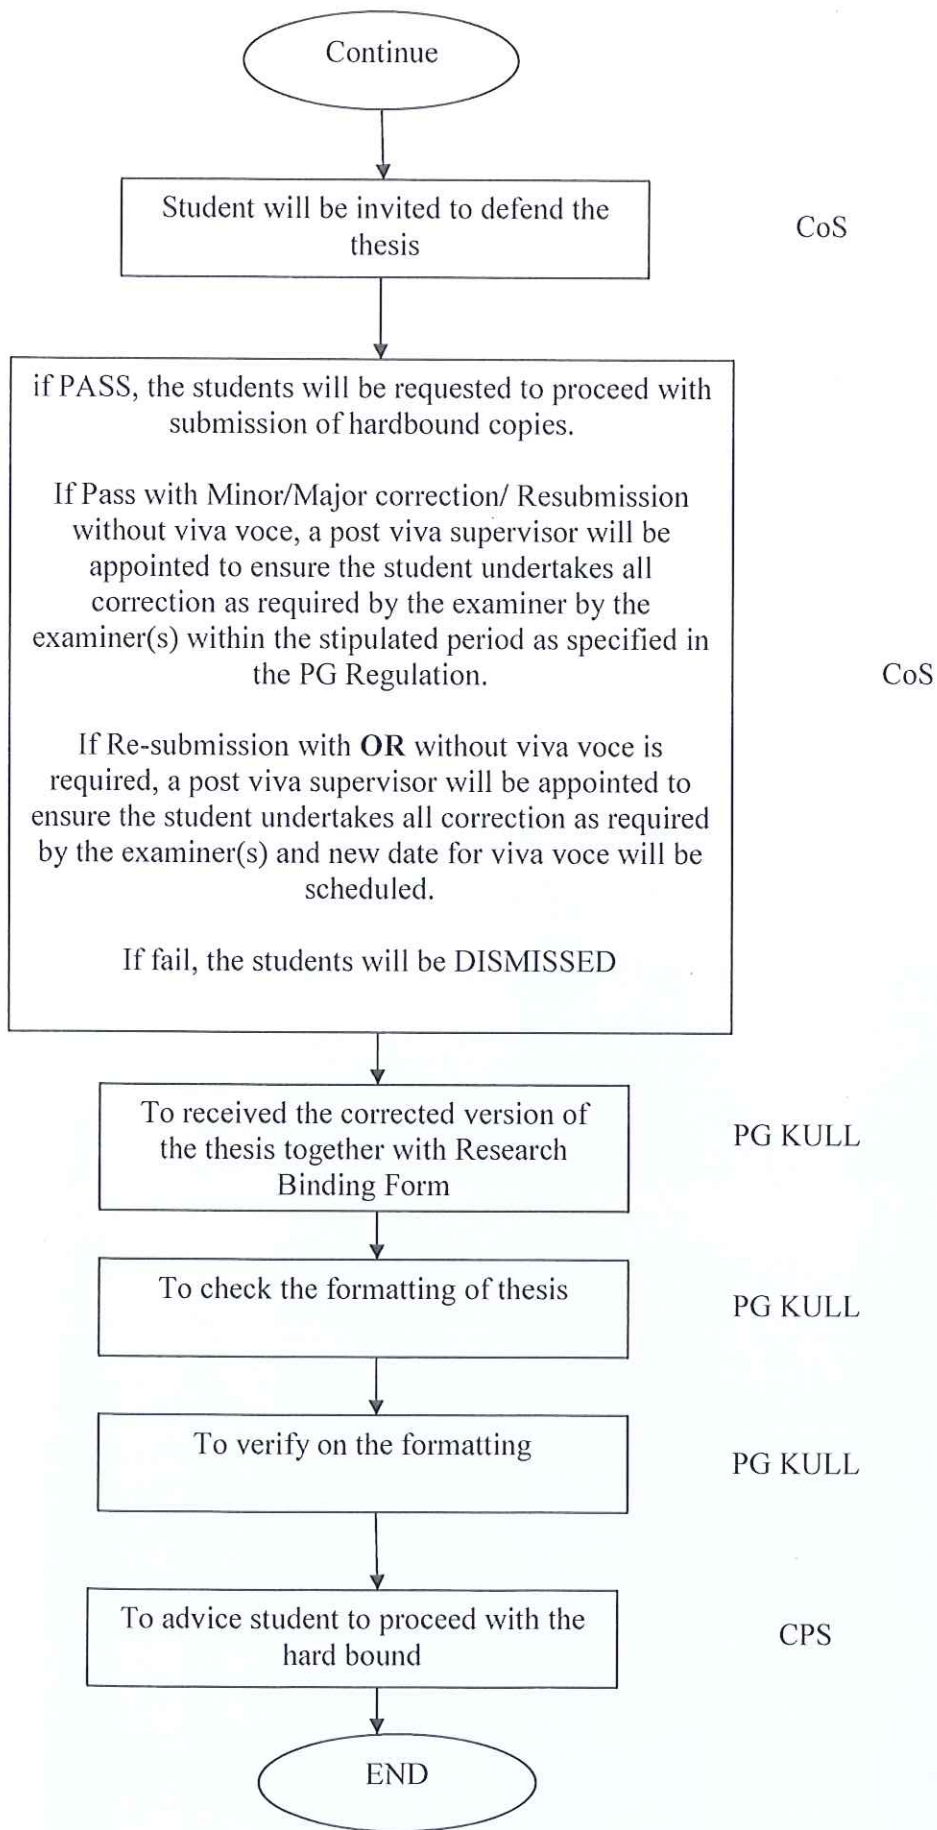 Continue
Student will be invited to defend the
thesis
CoS
if PASS, the students will be requested to proceed with
submission of hardbound copies.
If Pass with Minor/Major correction/ Resubmission
without viva voce, a post viva supervisor will be
appointed to ensure the student undertakes all
correction as required by the examiner by the
examiner(s) within the stipulated period as specified in
the PG Regulation.
CoS
If Re-submission with OR without viva voce is
required, a post viva supervisor will be appointed to
ensure the student undertakes all correction as required
by the examiner(s) and new date for viva voce will be
scheduled.
If fail, the students will be DISMISSED
To received the corrected version of
the thesis together with Research
Binding Form
PG KULL
To check the formatting of thesis
PG KULL
To verify on the formatting
PG KULL
To advice student to proceed with the
hard bound
CPS
END